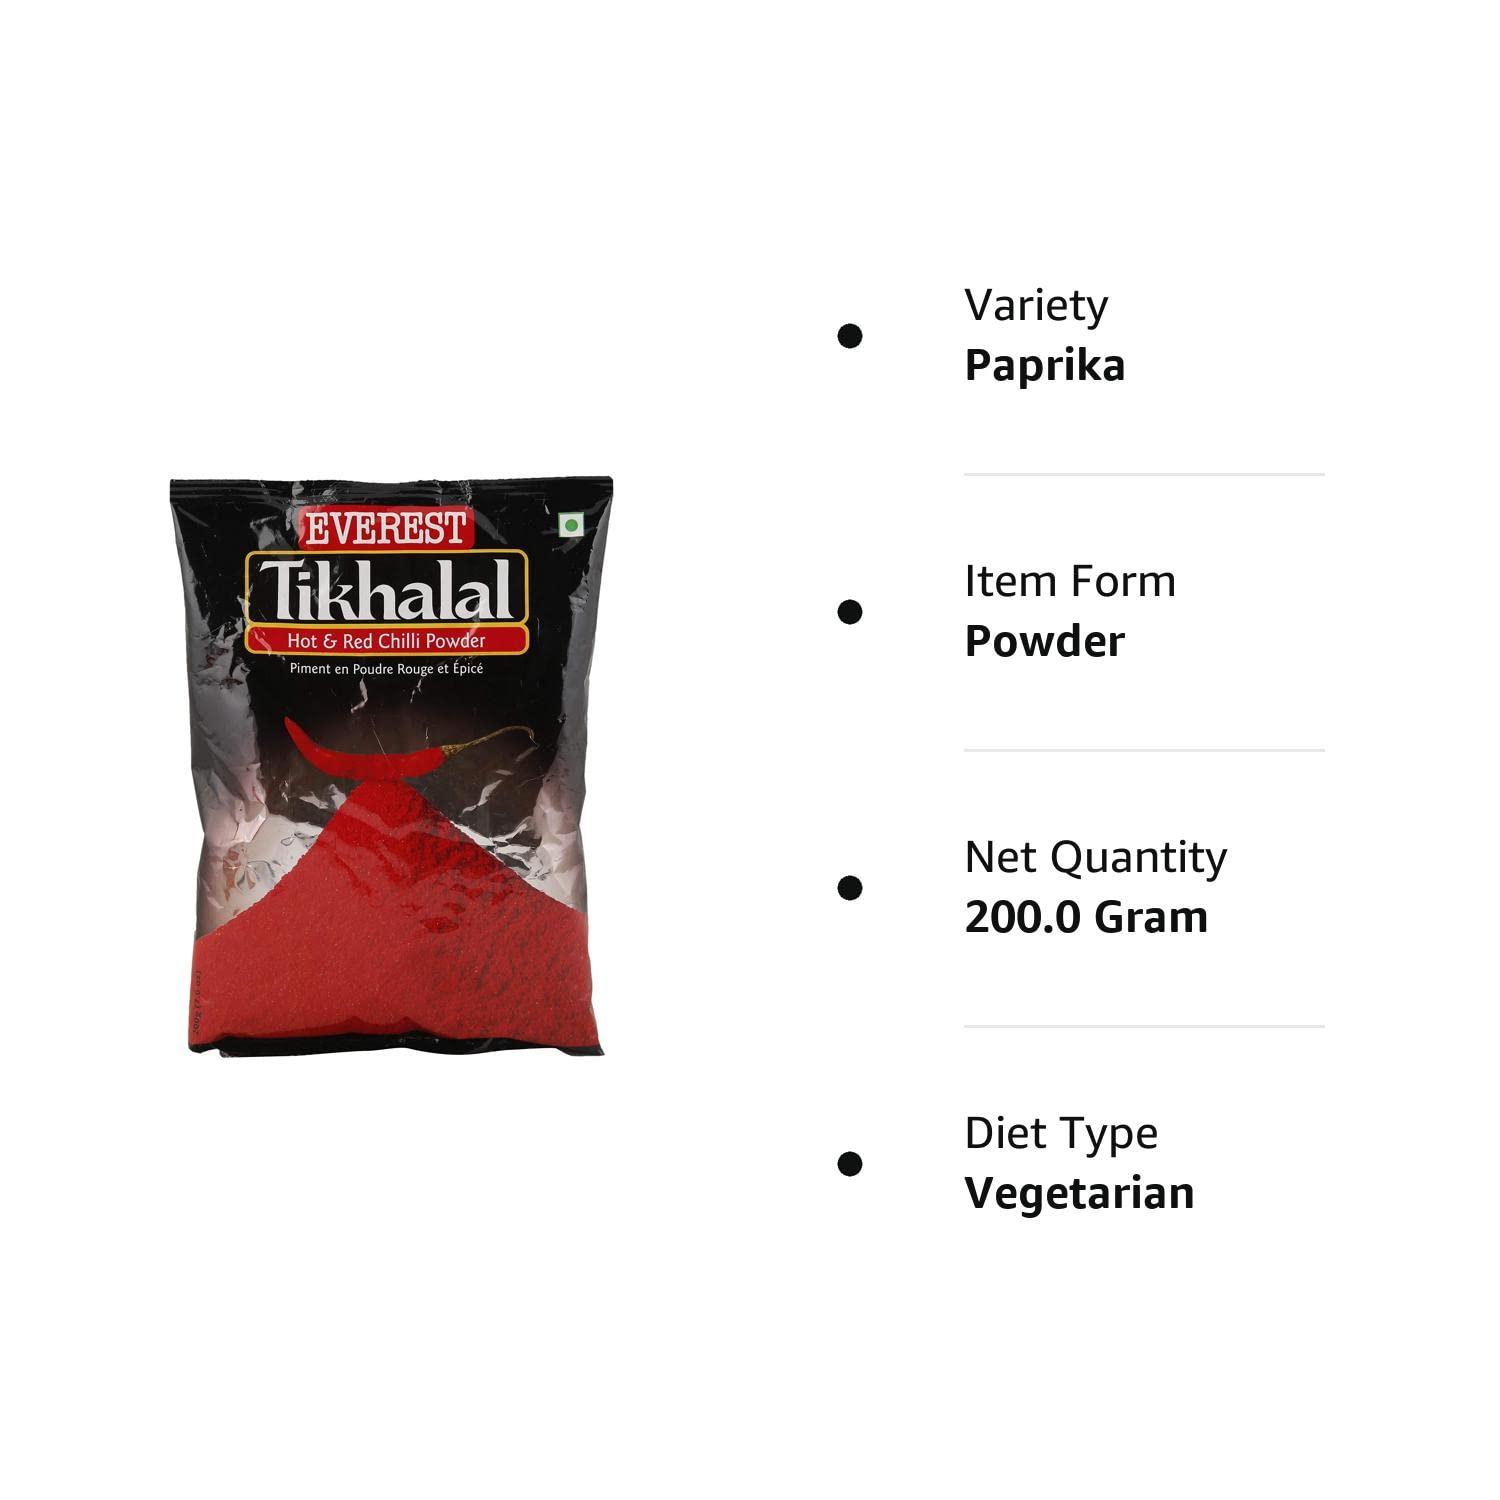 EVEREST
Tikhalal
Hot & Red Chilli Powder
Piment en Poudre Rouge et Épicé
Variety
Paprika
Item Form
Powder
Net Quantity
200.0 Gram
Diet Type
Vegetarian